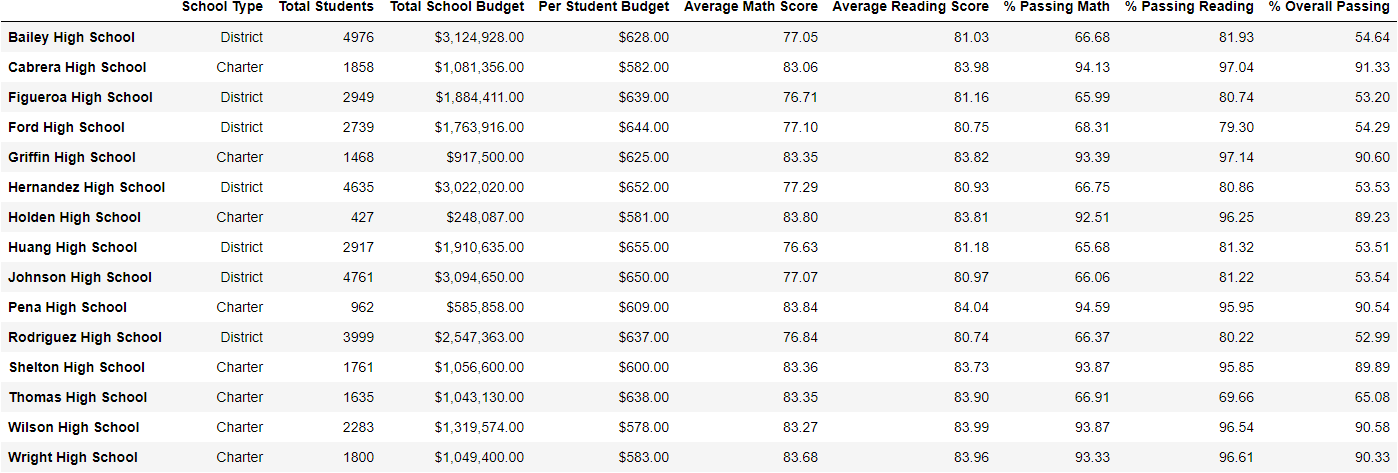 School Type Total Students Total School Budget Per Student Budget Average Math Score Average Reading Score % Passing Math % Passing Reading % Overall Passing
Bailey High School District 4976 $3,124,928.00 $628.00 77.05 81.03 66.68 81.93 54.64
Cabrera High School Charter 1858 $1,081,356.00 $582.00 83.06 83.98 94.13 97.04 91.33
Figueroa High School District 2949 $1,884,411.00 $639.00 76.71 81.16 65.99 80.74 53.20
Ford High School District 2739 $1,763,916.00 $644.00 77.10 80.75 68.31 79.30 54.29
Griffin High School Charter 1468 $917,500.00 $625.00 83.35 83.82 93.39 97.14 90.60
Hernandez High School District 4635 $3,022,020.00 $652.00 77.29 80.93 66.75 80.86 53.53
Holden High School Charter 427 $248,087.00 $581.00 83.80 83.81 92.51 96.25 89.23
Huang High School District 2917 $1,910,635.00 $655.00 76.63 81.18 65.68 81.32 53.51
Johnson High School District 4761 $3,094,650.00 $650.00 77.07 80.97 66.06 81.22 53.54
Pena High School Charter 962 $585,858.00 $609.00 83.84 84.04 94.59 95.95 90.54
Rodriguez High School District 3999 $2,547,363.00 $637.00 76.84 80.74 66.37 80.22 52.99
Shelton High School Charter 1761 $1,056,600.00 $600.00 83.36 83.73 93.87 95.85 89.89
Thomas High School Charter 1635 $1,043,130.00 $638.00 83.35 83.90 66.91 69.66 65.08
Wilson High School Charter 2283 $1,319,574.00 $578.00 83.27 83.99 93.87 96.54 90.58
Wright High School Charter 1800 $1,049,400.00 $583.00 83.68 83.96 93.33 96.61 90.33